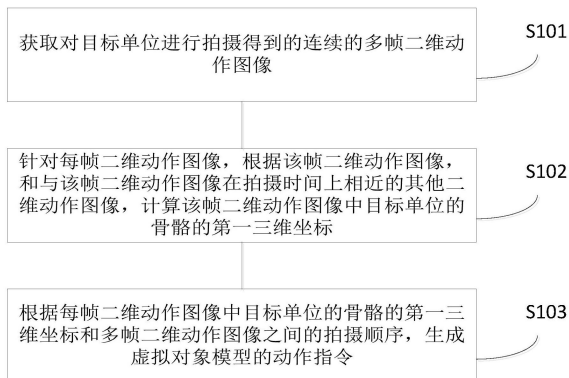 获取对目标单位进行拍摄得到的连续的多帧二维动
作图像
S101
针对每帧二维动作图像，根据该帧二维动作图像，
和与该帧二维动作图像在拍摄时间上相近的其他二
维动作图像，计算该帧二维动作图像中目标单位的
骨骼的第一三维坐标
S102
根据每帧二维动作图像中目标单位的骨骼的第一三
维坐标和多帧二维动作图像之间的拍摄顺序，生成
虚拟对象模型的动作指令
S103